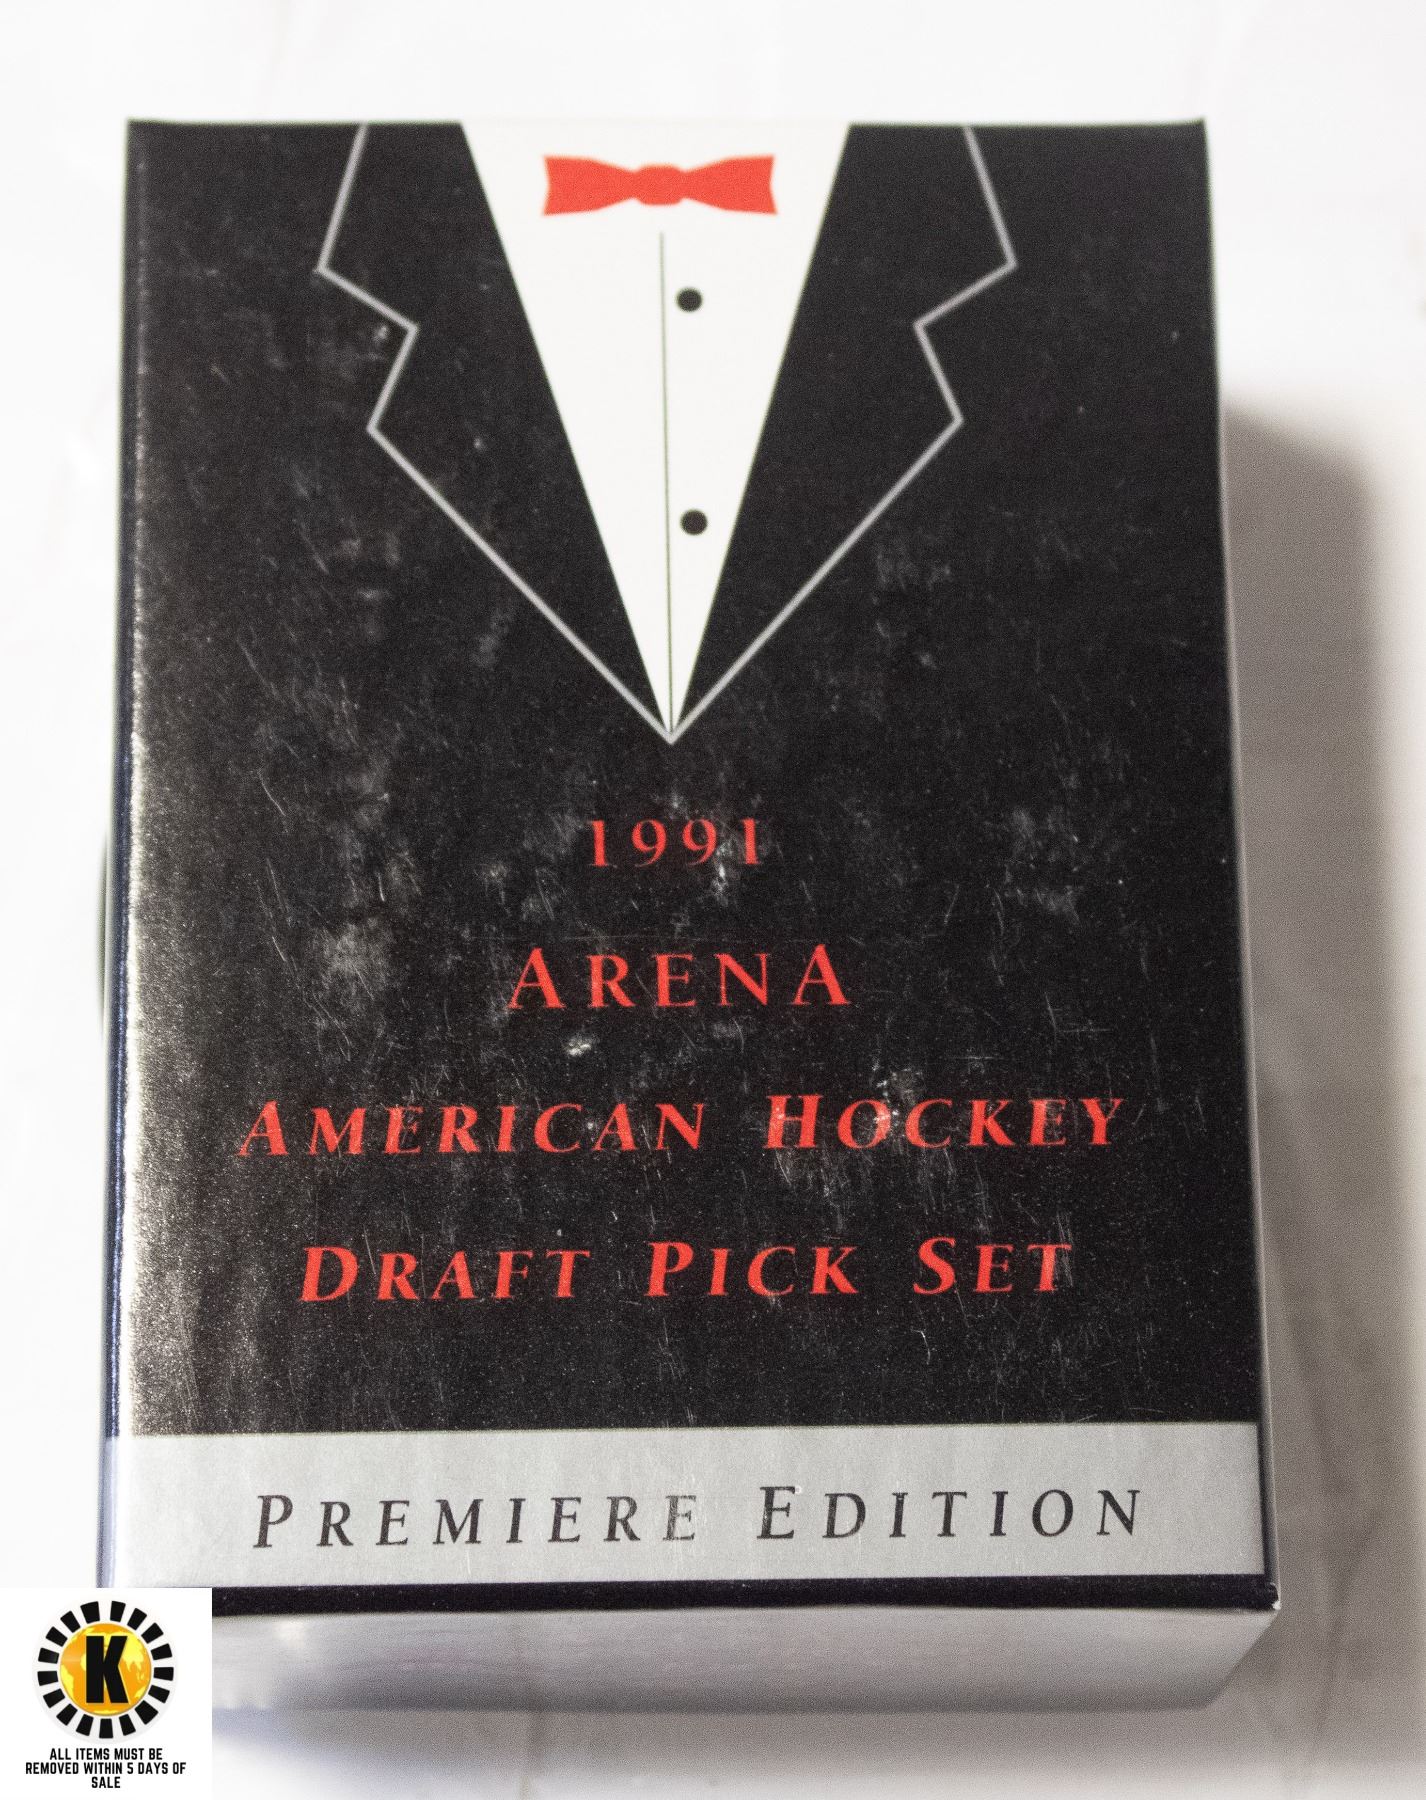 1991
ARENA
AMERICAN HOCKEY
DRAFT PICK SET
PREMIERE EDITION
K
ALL ITEMS MUST BE
REMOVED WITHIN 5 DAYS OF
SALE